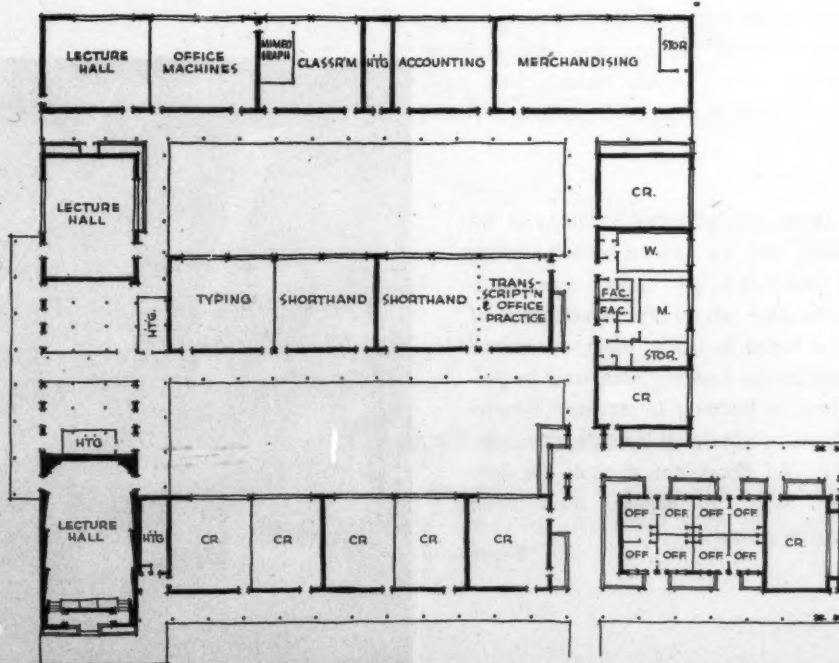 LECTURE
HALL
OFFICE
MACHINES
MIMEO
GRAPH
CLASSR'M
HTG
ACCOUNTING
MERCHANDISING
STOR.
LECTURE
HALL
CR.
W.
FAC.
FAC.
M.
STOR.
CR
HTG.
TYPING
SHORTHAND
SHORTHAND
TRANS-
SCRIPT'N
& OFFICE
PRACTICE
HTG
LECTURE
HALL
HTG
CR
CR.
CR.
CR.
CR.
OFF
OFF
OFF
OFF
OFF
OFF
OFF
OFF
CR.